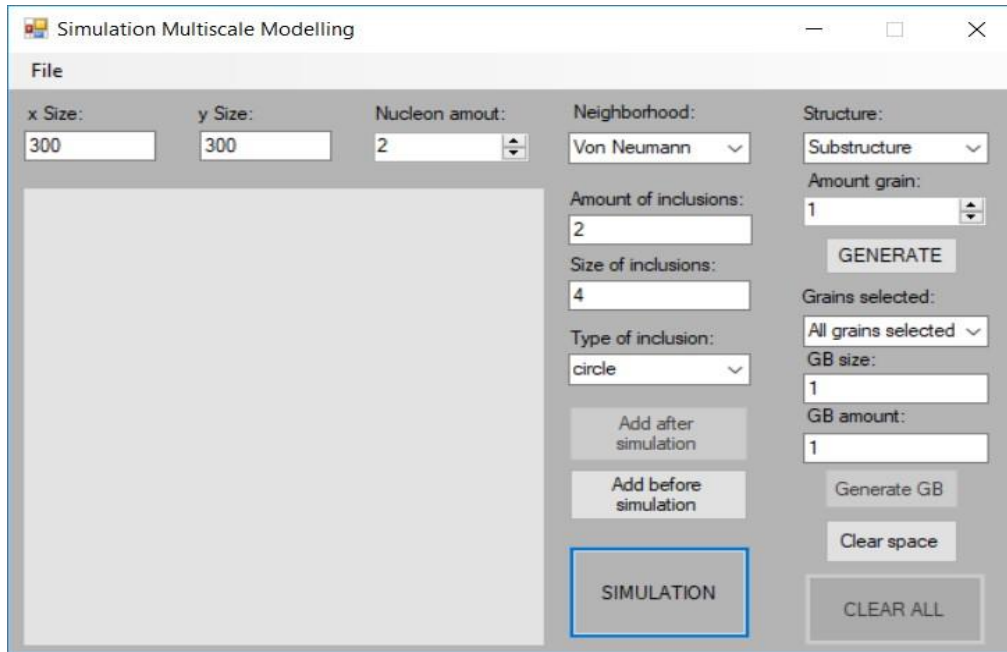 Simulation Multiscale Modelling
File
x Size:
300
y Size:
300
Nucleon amout:
2
Neighborhood:
Von Neumann
Amount of inclusions:
2
Size of inclusions:
4
Type of inclusion:
circle
Add after
simulation
Add before
simulation
SIMULATION
Structure:
Substructure
Amount grain:
1
GENERATE
Grains selected:
All grains selected
GB size:
1
GB amount:
1
Generate GB
Clear space
CLEAR ALL